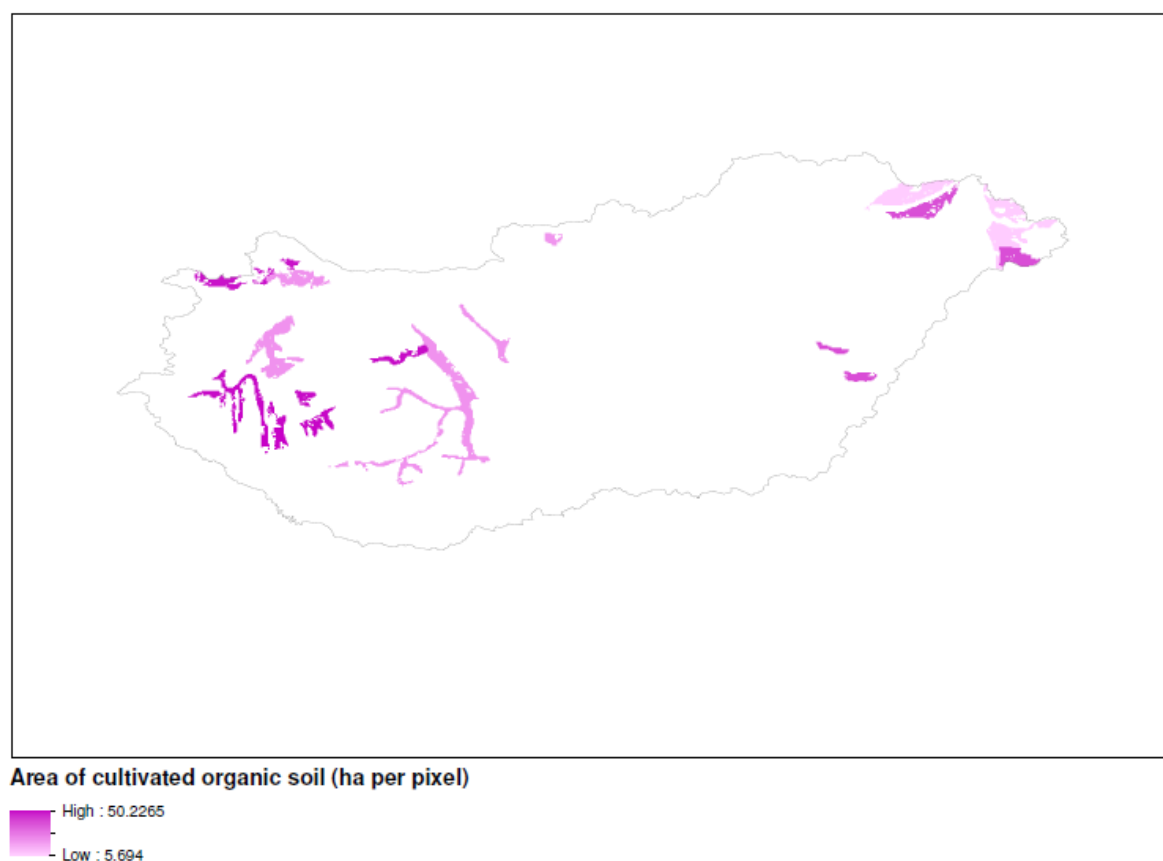 Area of cultivated organic soil (ha per pixel)
High : 50.2265
Low : 5.694